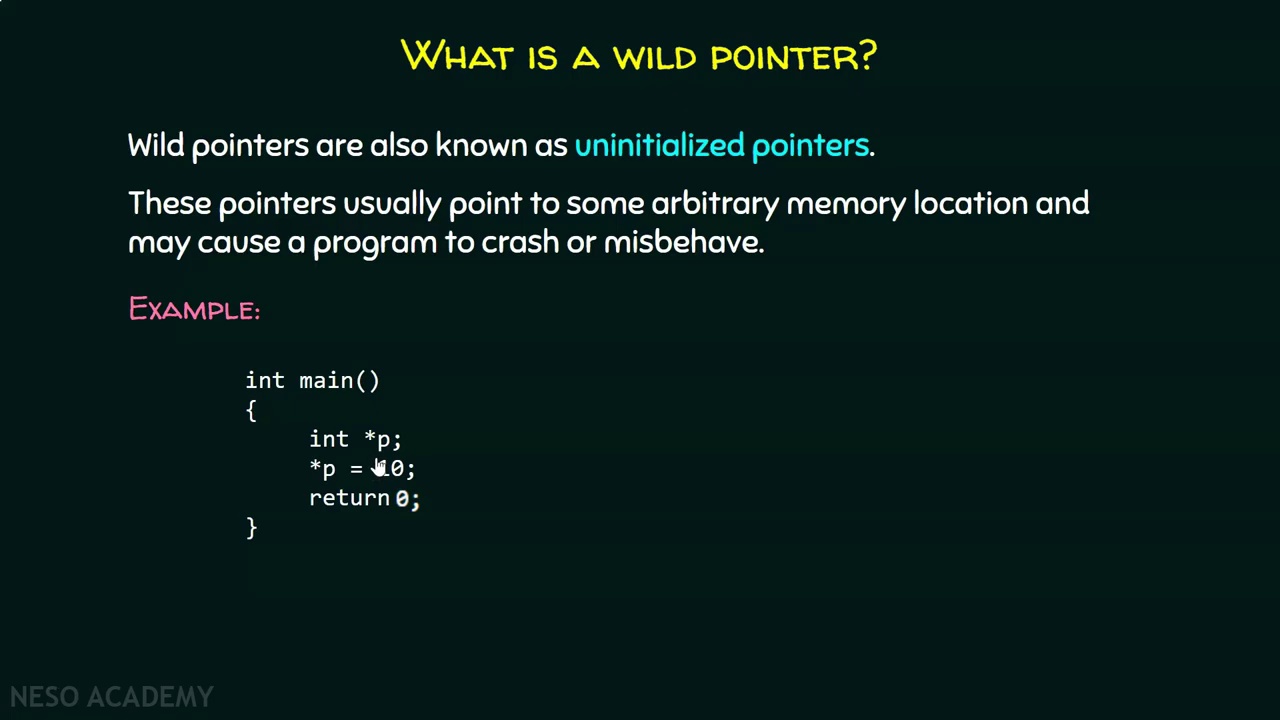 WHAT IS A WILD POINTER?
Wild pointers are also known as uninitialized pointers.
These pointers usually point to some arbitrary memory location and
may cause a program to crash or misbehave.
EXAMPLE:
int main()
{
int *p;
*p = 10;
return 0;
}
NESO ACADEMY